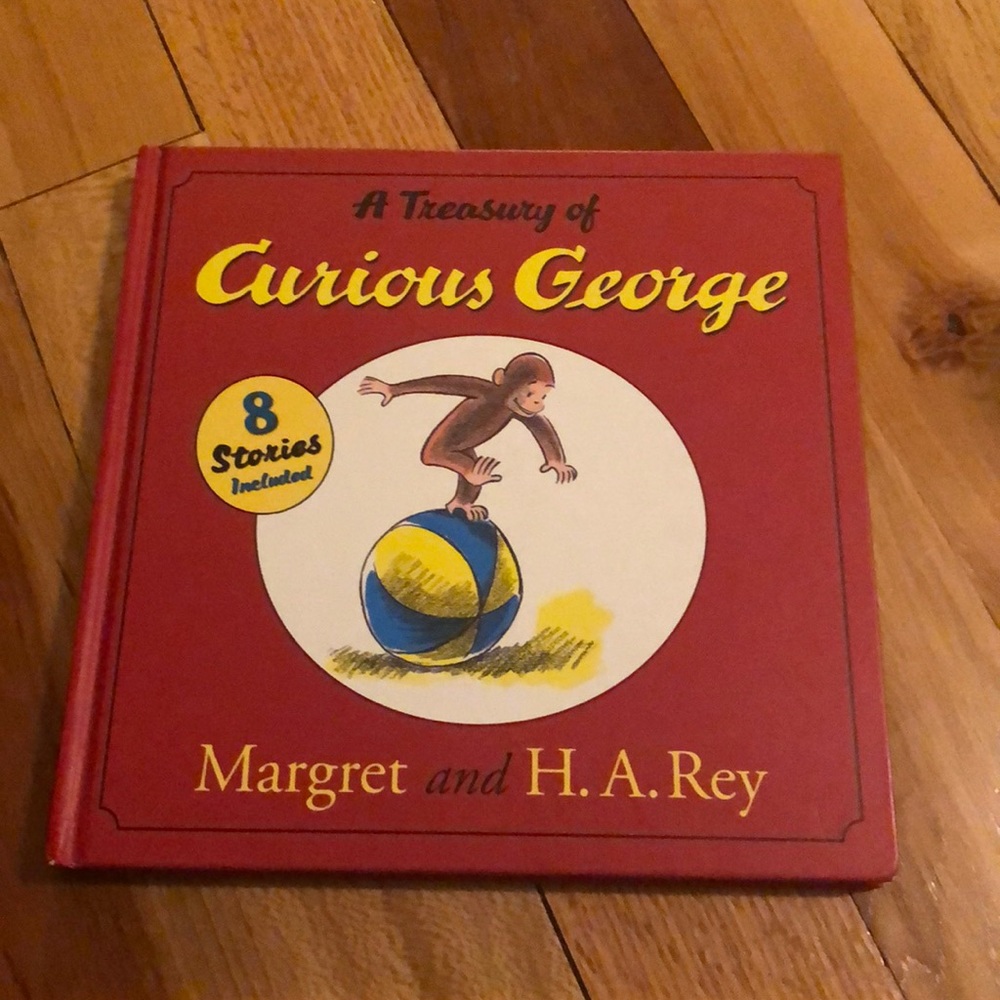 A Treasury of
Curious George
8
Stories
Included
Margret and H. A. Rey